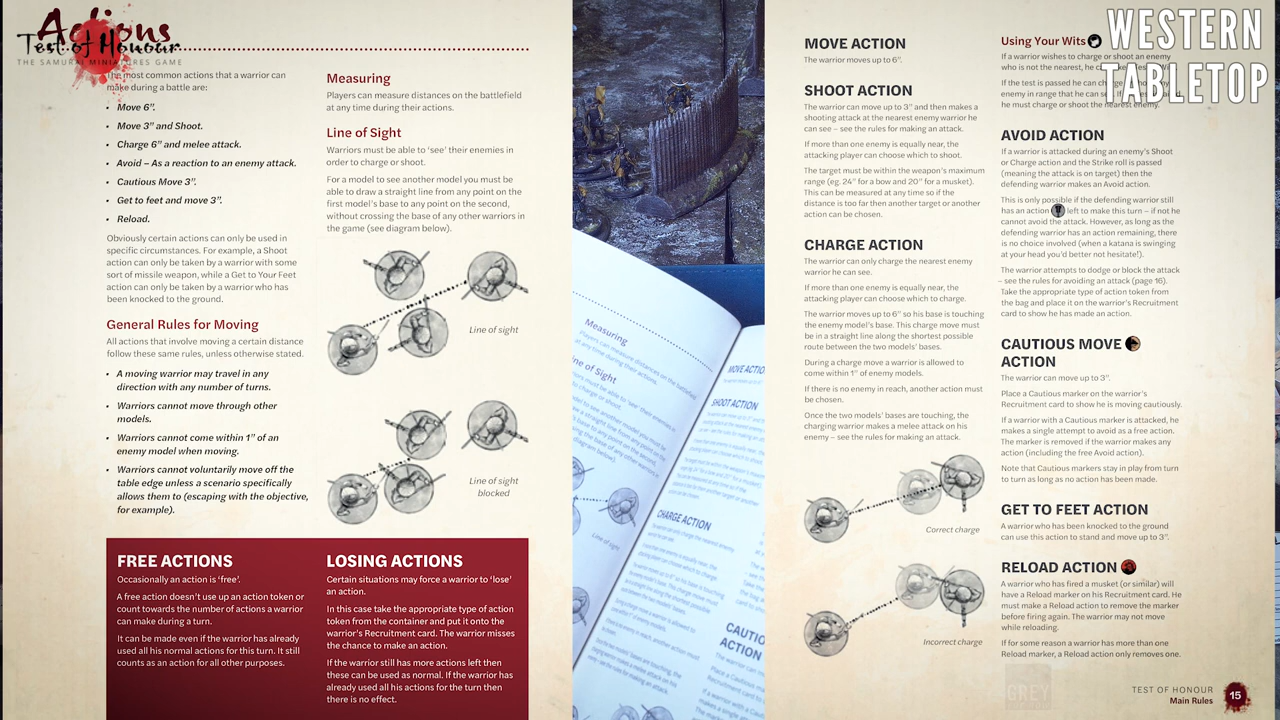 Actions
Test of Honour
THE SAMURAI MINIATURES GAME
The most common actions that a warrior can
make during a battle are:
• Move 6”.
• Move 3” and Shoot.
• Charge 6” and melee attack.
• Avoid – As a reaction to an enemy attack.
• Cautious Move 3”.
• Get to feet and move 3”.
• Reload.
Obviously certain actions can only be used in
specific circumstances. For example, a Shoot
action can only be taken by a warrior with some
sort of missile weapon, while a Get to Your Feet
action can only be taken by a warrior who has
been knocked to the ground.
General Rules for Moving
All actions that involve moving a certain distance
follow these same rules, unless otherwise stated.
• A moving warrior may travel in any
direction with any number of turns.
• Warriors cannot move through other
models.
• Warriors cannot come within 1” of an
enemy model when moving.
• Warriors cannot voluntarily move off the
table edge unless a scenario specifically
allows them to (escaping with the objective,
for example).
Measuring
Players can measure distances on the battlefield
at any time during their actions.
Line of Sight
Warriors must be able to ‘see’ their enemies in
order to charge or shoot.
For a model to see another model you must be
able to draw a straight line from any point on the
first model’s base to any point on the second,
without crossing the base of any other warriors in
the game (see diagram below).
Line of sight
Line of sight
blocked
FREE ACTIONS
Occasionally an action is ‘free’.
A free action doesn’t use up an action token or
count towards the number of actions a warrior
can make during a turn.
It can be made even if the warrior has already
used all his normal actions for this turn. It still
counts as an action for all other purposes.
LOSING ACTIONS
Certain situations may force a warrior to ‘lose’
an action.
In this case take the appropriate type of action
token from the container and put it onto the
warrior’s Recruitment card. The warrior misses
the chance to make an action.
If the warrior still has more actions left then
these can be used as normal. If the warrior has
already used all his actions for the turn then
there is no effect.
Measuring
Players can measure distances on the battlefield
at any time during their actions.
Line of Sight
MOVE ACTION
SHOOT ACTION
CHARGE ACTION
CAUTIO
ACTION
MOVE ACTION
The warrior moves up to 6”.
SHOOT ACTION
The warrior can move up to 3” and then makes a
shooting attack at the nearest enemy warrior he
can see – see the rules for making an attack.
If more than one enemy is equally near, the
attacking player can choose which to shoot.
The target must be within the weapon’s maximum
range (eg. 24” for a bow and 20” for a musket).
This can be measured at any time so if the
distance is too far then another target or another
action can be chosen.
CHARGE ACTION
The warrior can only charge the nearest enemy
warrior he can see.
If more than one enemy is equally near, the
attacking player can choose which to charge.
The warrior moves up to 6” so his base is touching
the enemy model’s base. This charge move must
be in a straight line along the shortest possible
route between the two models’ bases.
During a charge move a warrior is allowed to
come within 1” of enemy models.
If there is no enemy in reach, another action must
be chosen.
Once the two models’ bases are touching, the
charging warrior makes a melee attack on his
enemy – see the rules for making an attack.
Correct charge
Incorrect charge
WESTERN
TABLETOP
Using Your Wits
If a warrior wishes to charge or shoot an enemy
who is not the nearest, he
If the test is passed he can
enemy in range that he can
he must charge or shoot the nearest enemy.
AVOID ACTION
If a warrior is attacked during an enemy’s Shoot
or Charge action and the Strike roll is passed
(meaning the attack is on target) then the
defending warrior makes an Avoid action.
This is only possible if the defending warrior still
has an action left to make this turn – if not he
cannot avoid the attack. However, as long as the
defending warrior has an action remaining, there
is no choice involved (when a katana is swinging
at your head you’d better not hesitate!).
The warrior attempts to dodge or block the attack
– see the rules for avoiding an attack (page 16).
Take the appropriate type of action token from
the bag and place it on the warrior’s Recruitment
card to show he has made an action.
CAUTIOUS MOVE
ACTION
The warrior can move up to 3”.
Place a Cautious marker on the warrior’s
Recruitment card to show he is moving cautiously.
If a warrior with a Cautious marker is attacked, he
makes a single attempt to avoid as a free action.
The marker is removed if the warrior makes any
action (including the free Avoid action).
Note that Cautious markers stay in play from turn
to turn as long as no action has been made.
GET TO FEET ACTION
A warrior who has been knocked to the ground
can use this action to stand and move up to 3”.
RELOAD ACTION
A warrior who has fired a musket (or similar) will
have a Reload marker on his Recruitment card. He
must make a Reload action to remove the marker
before firing again. The warrior may not move
while reloading.
If for some reason a warrior has more than one
Reload marker, a Reload action only removes one.
TEST OF HONOUR
Main Rules
15